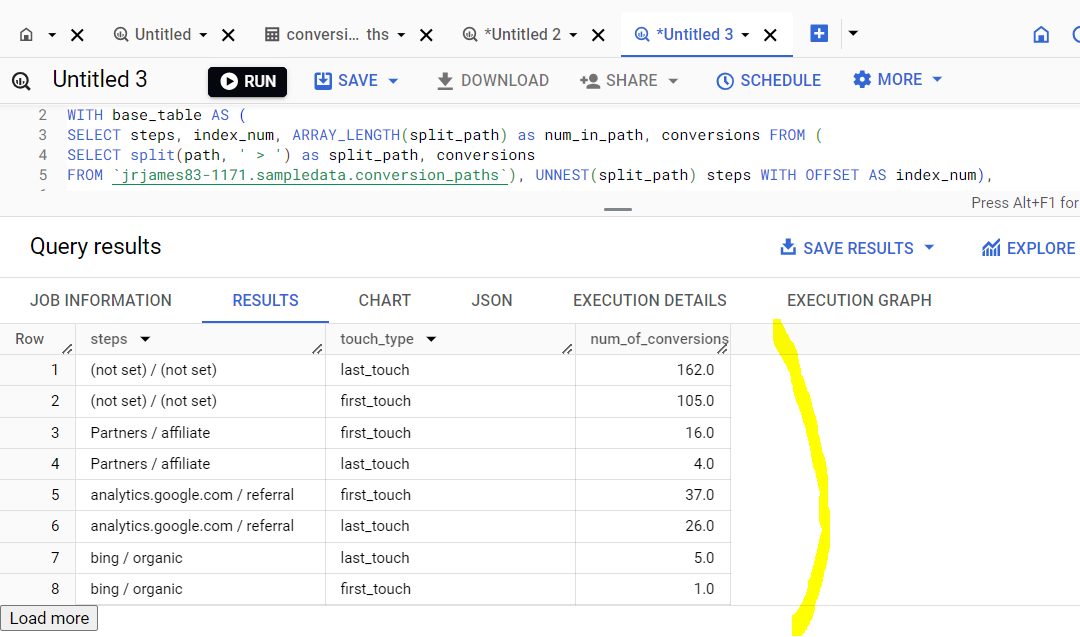 Untitled conversi... ths *Untitled 2 *Untitled 3
Untitled 3 RUN SAVE DOWNLOAD SHARE SCHEDULE MORE
2 WITH base_table AS (
3 SELECT steps, index_num, ARRAY_LENGTH(split_path) as num_in_path, conversions FROM (
4 SELECT split(path, ' > ') as split_path, conversions
5 FROM `jrjames83-1171.sampledata.conversion_paths`), UNNEST(split_path) steps WITH OFFSET AS index_num),
Press Alt+F1 for
Query results SAVE RESULTS EXPLORE
JOB INFORMATION RESULTS CHART JSON EXECUTION DETAILS EXECUTION GRAPH
Row steps touch_type num_of_conversions
1 (not set) / (not set) last_touch 162.0
2 (not set) / (not set) first_touch 105.0
3 Partners / affiliate first_touch 16.0
4 Partners / affiliate last_touch 4.0
5 analytics.google.com / referral first_touch 37.0
6 analytics.google.com / referral last_touch 26.0
7 bing / organic last_touch 5.0
8 bing / organic first_touch 1.0
Load more